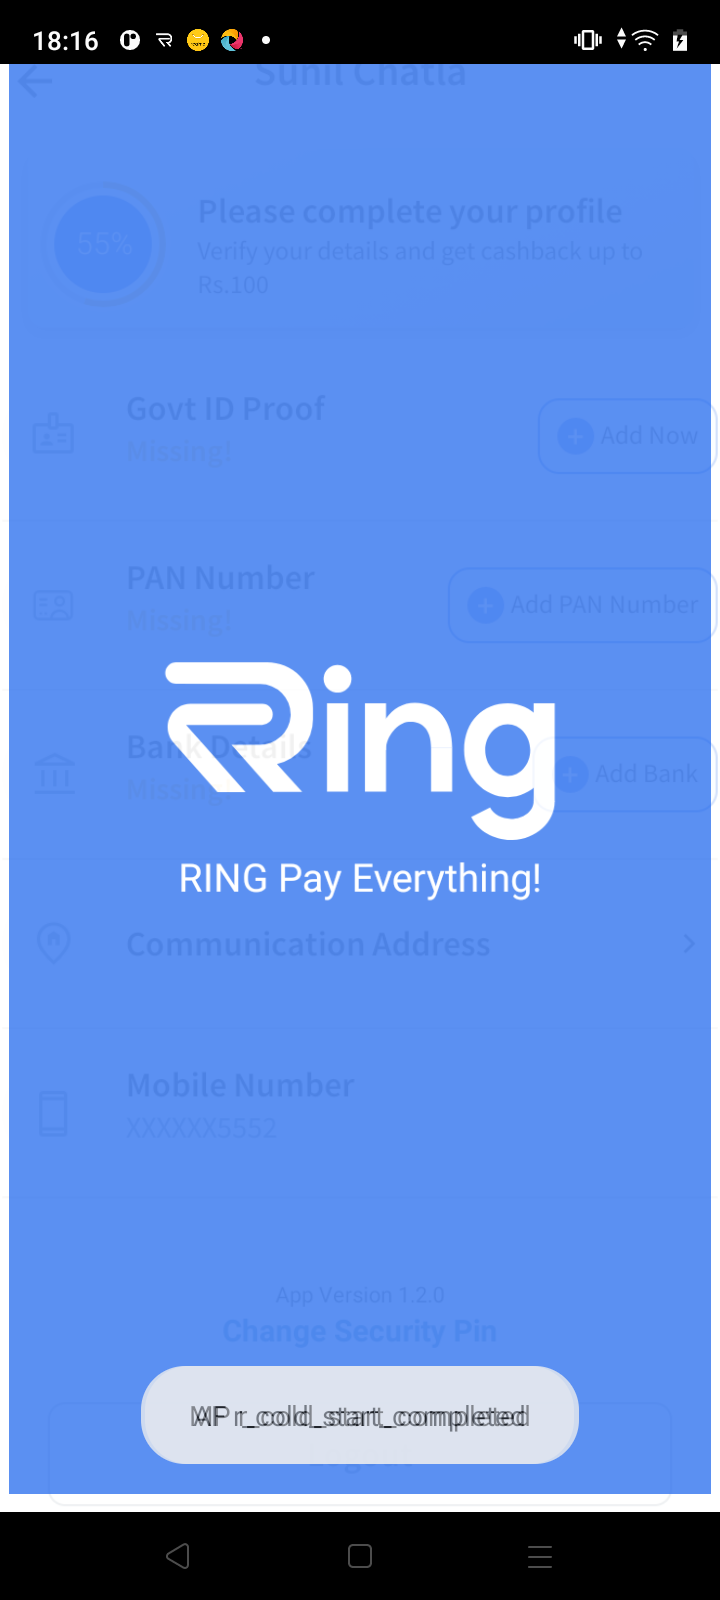 18:16
Sunil Chatla
55%
Please complete your profile
Verify your details and get cashback up to
Rs.100
Govt ID Proof
Missing!
Add Now
PAN Number
Missing!
Add PAN Number
Ring
Bank Details
Missing!
Add Bank
RING Pay Everything!
Communication Address
Mobile Number
XXXXXX5552
App Version 1.2.0
Change Security Pin
r_cold_start_completed
Logout